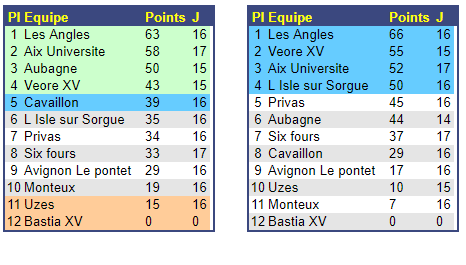 Pl Equipe Points J
1 Les Angles 63 16
2 Aix Universite 58 17
3 Aubagne 50 15
4 Veore XV 43 15
5 Cavaillon 39 16
6 L Isle sur Sorgue 35 16
7 Privas 34 16
8 Six fours 33 17
9 Avignon Le pontet 29 16
10 Monteux 19 16
11 Uzes 15 16
12 Bastia XV 0 0
Pl Equipe Points J
1 Les Angles 66 16
2 Veore XV 55 15
3 Aix Universite 52 17
4 L Isle sur Sorgue 50 16
5 Privas 45 16
6 Aubagne 44 14
7 Six fours 37 17
8 Cavaillon 29 16
9 Avignon Le pontet 17 16
10 Uzes 10 15
11 Monteux 7 16
12 Bastia XV 0 0